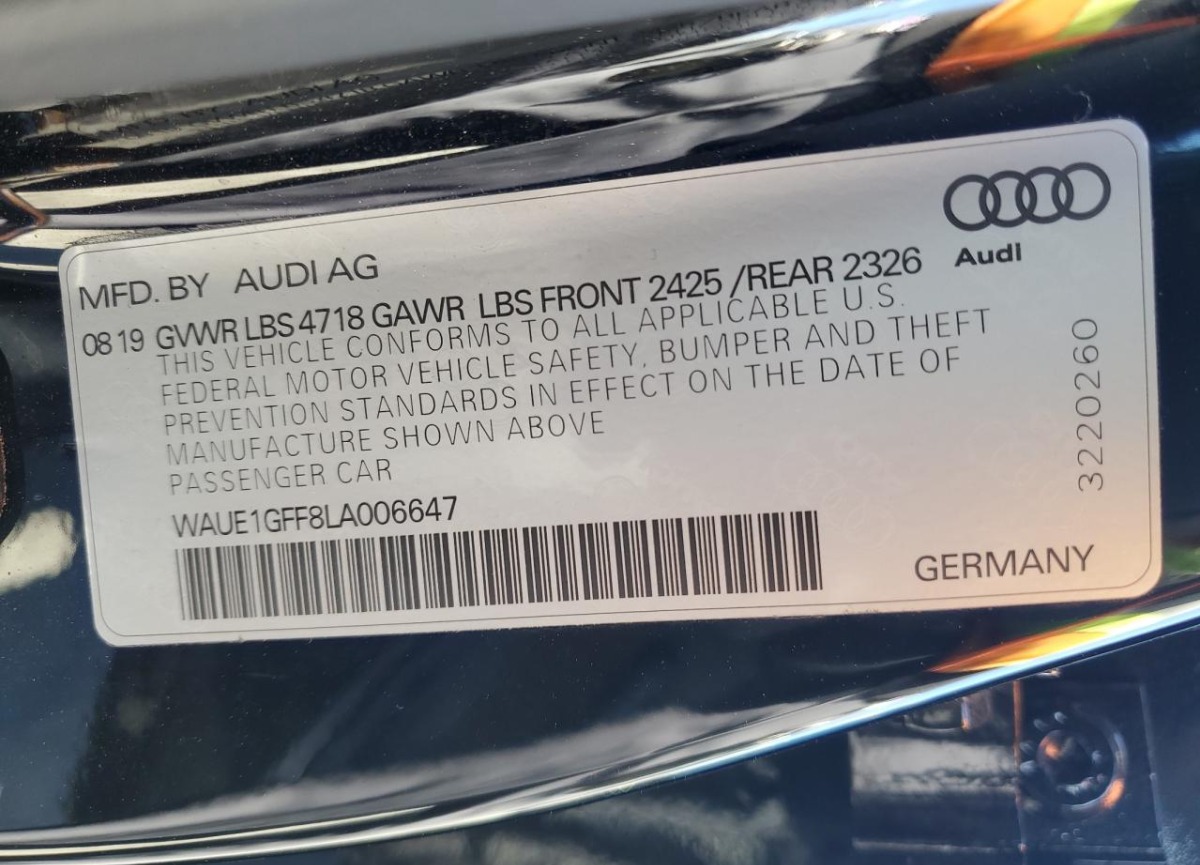 MFD. BY AUDI AG
Audi
08 19 GVWR LBS 4718 GAWR LBS FRONT 2425 /REAR 2326
THIS VEHICLE CONFORMS TO ALL APPLICABLE U.S.
FEDERAL MOTOR VEHICLE SAFETY, BUMPER AND THEFT
PREVENTION STANDARDS IN EFFECT ON THE DATE OF
MANUFACTURE SHOWN ABOVE
PASSENGER CAR
WAUE1GFF8LA006647
3220260
GERMANY